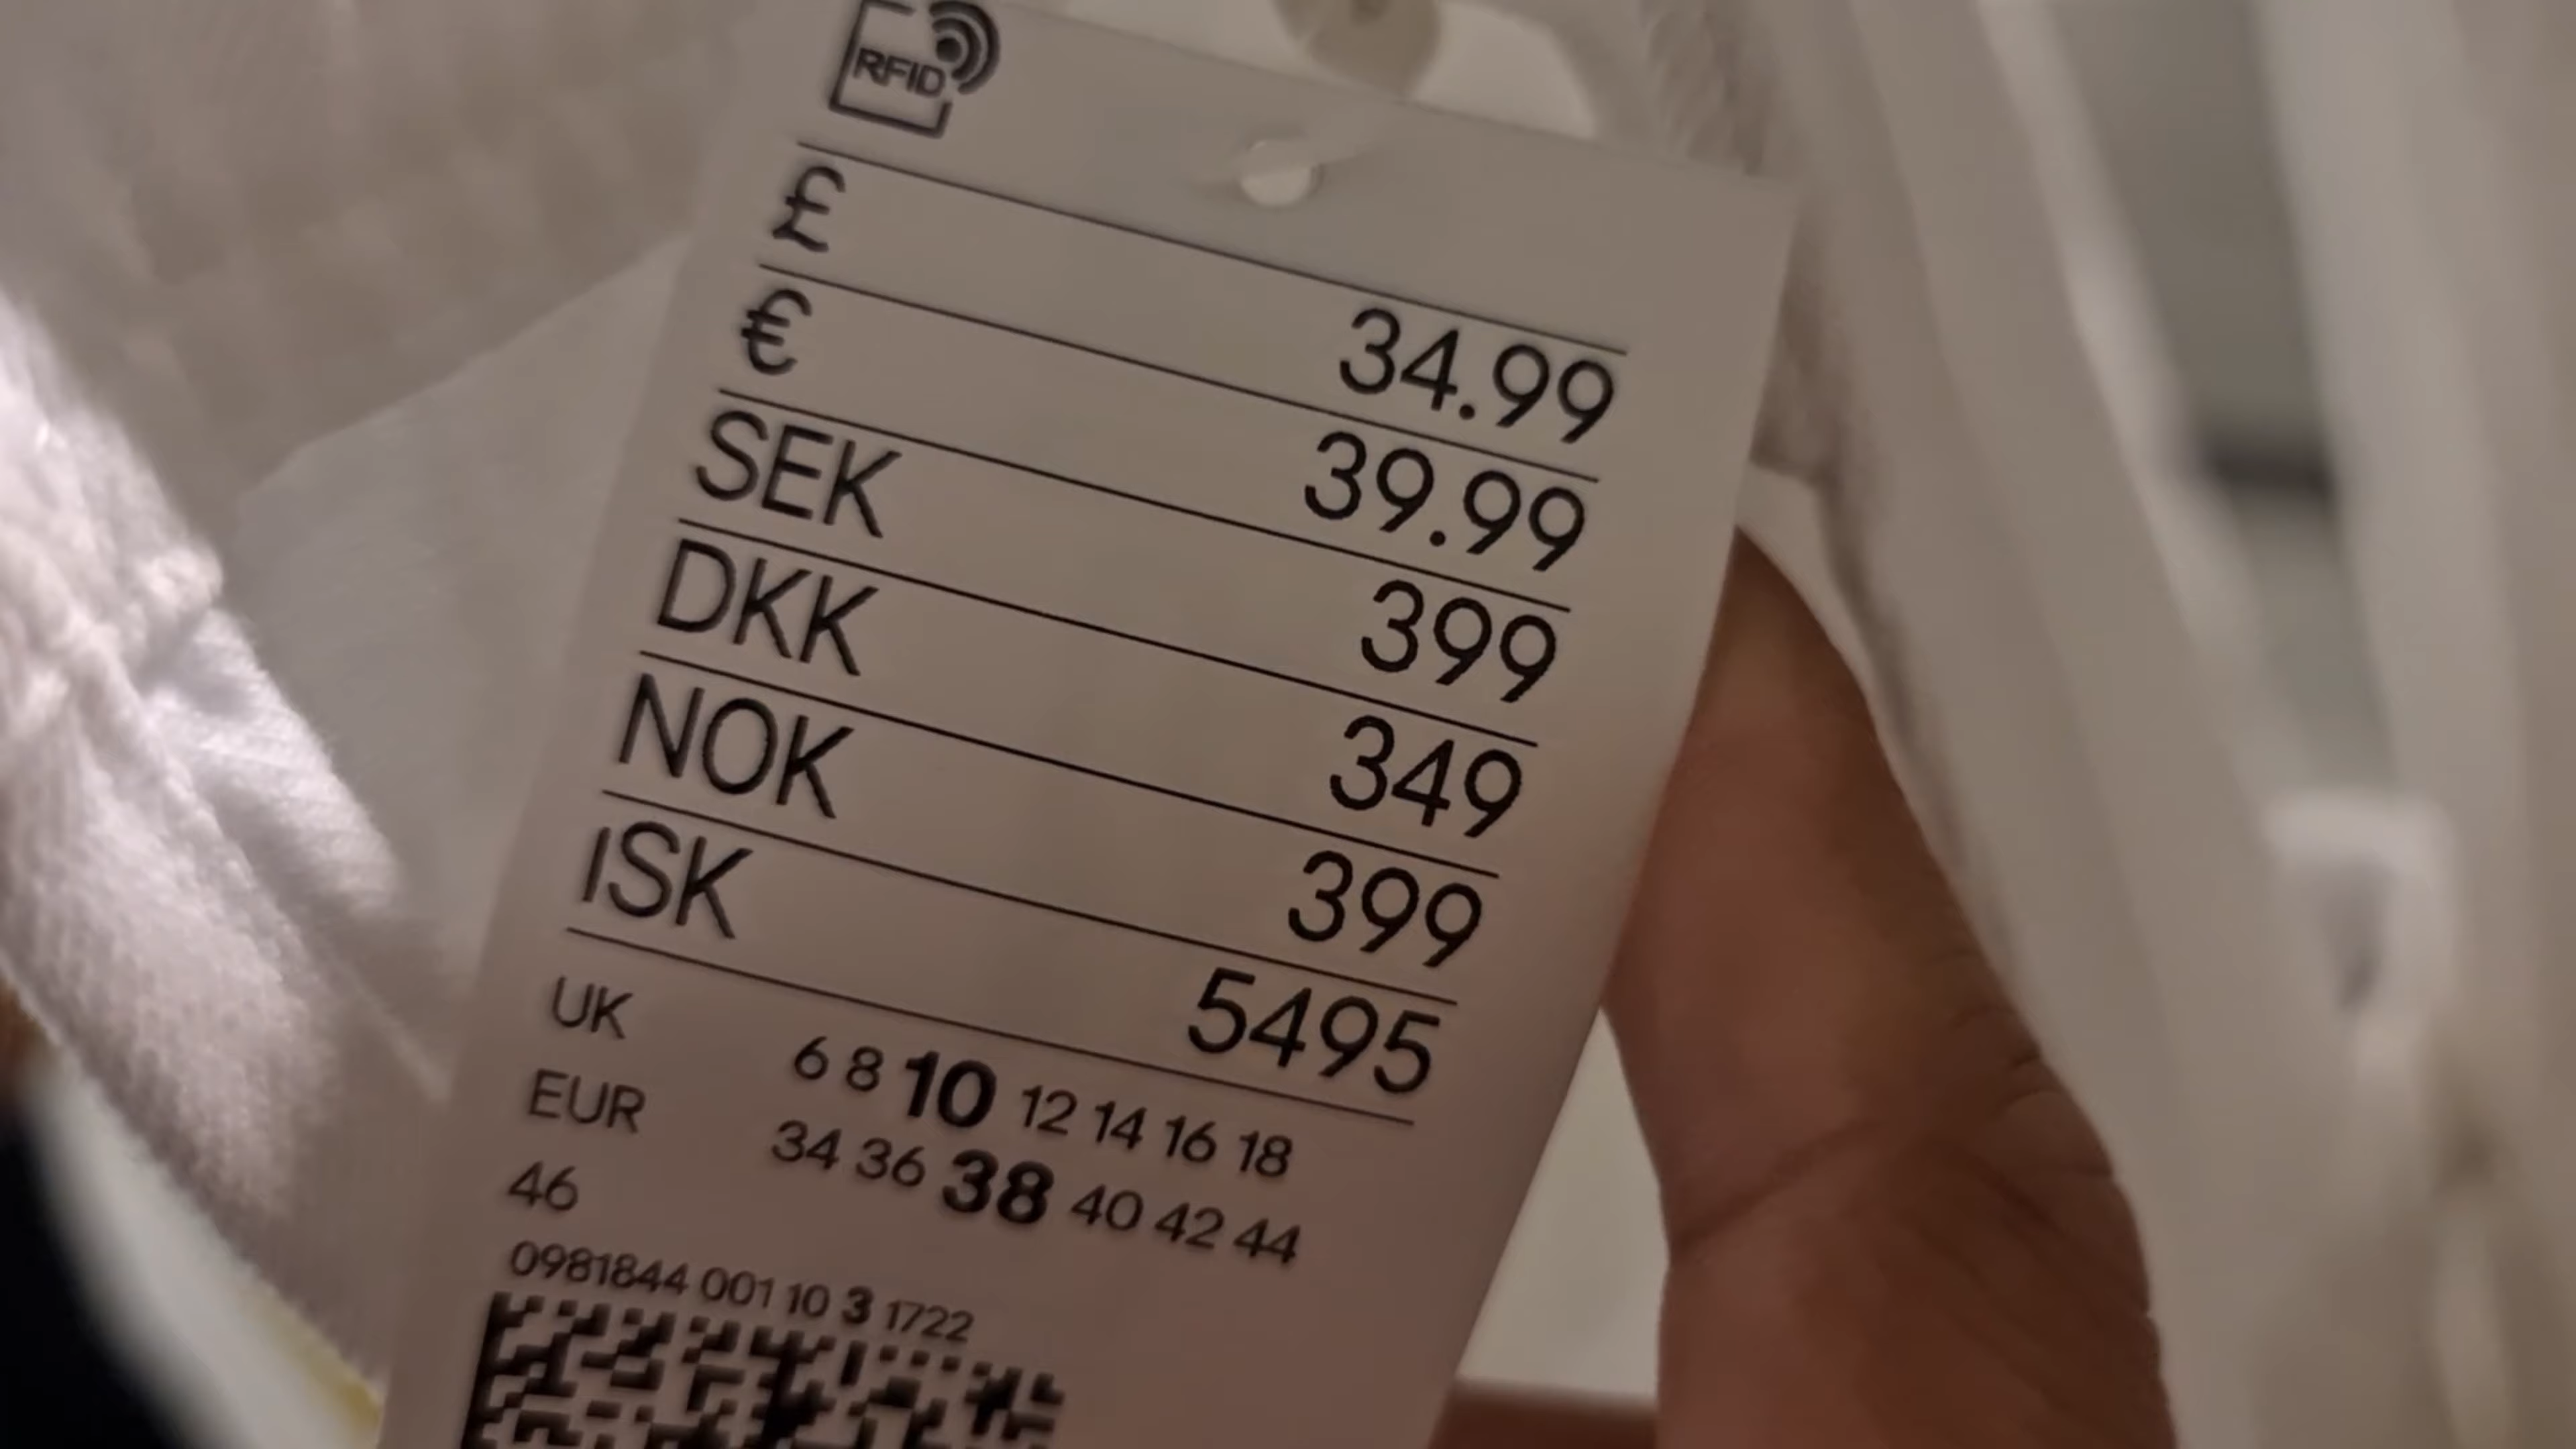 RFID
£ 34.99
€ 39.99
SEK 399
DKK 349
NOK 399
ISK 5495
UK 6 8 10 12 14 16 18
EUR 34 36 38 40 42 44
46
0981844 001 10 3 1722